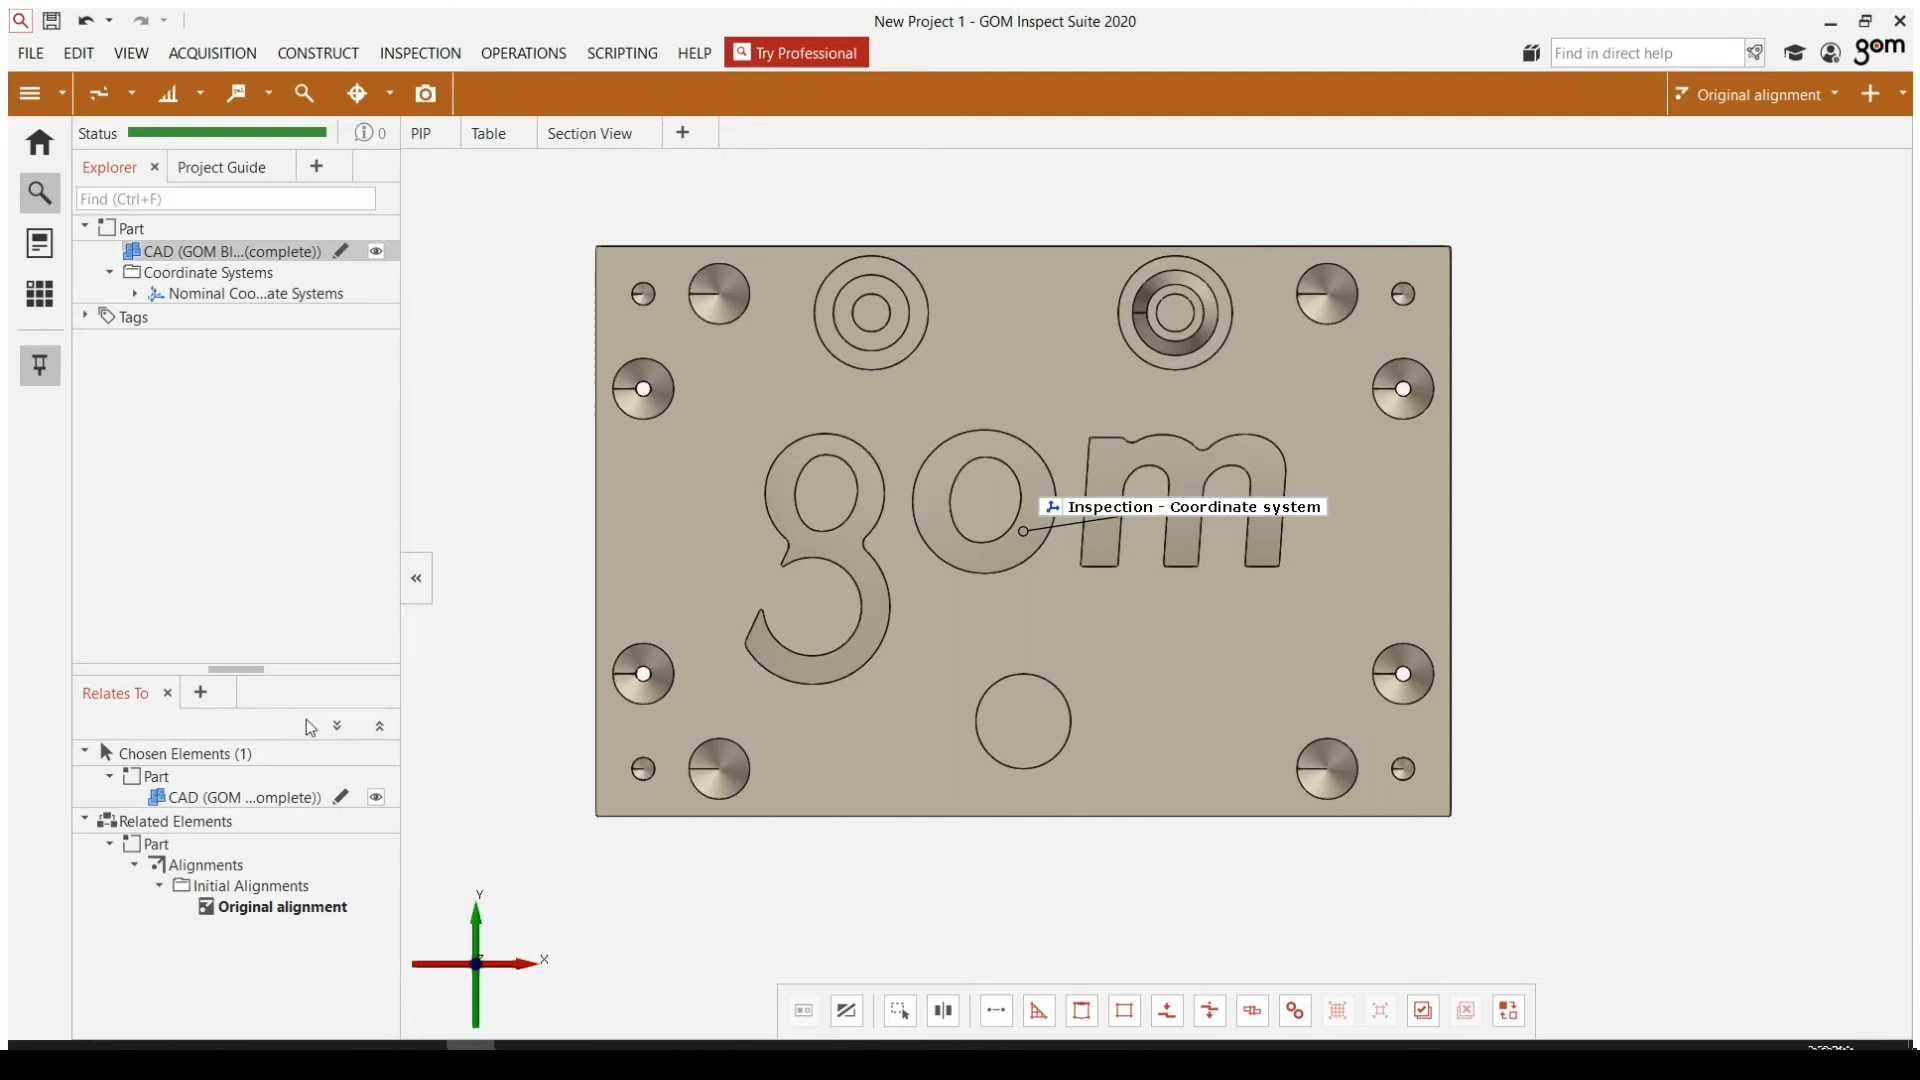 New Project 1 - GOM Inspect Suite 2020
FILE EDIT VIEW ACQUISITION CONSTRUCT INSPECTION OPERATIONS SCRIPTING HELP Try Professional Find in direct help gom
Original alignment
Status 0 PIP Table Section View
Explorer Project Guide
Find (Ctrl+F)
Part
CAD (GOM Bl...(complete))
Coordinate Systems
Nominal Coo...ate Systems
Tags
gom
Inspection - Coordinate system
Relates To
Chosen Elements (1)
Part
CAD (GOM ...omplete))
Related Elements
Part
Alignments
Initial Alignments
Original alignment
Y
X